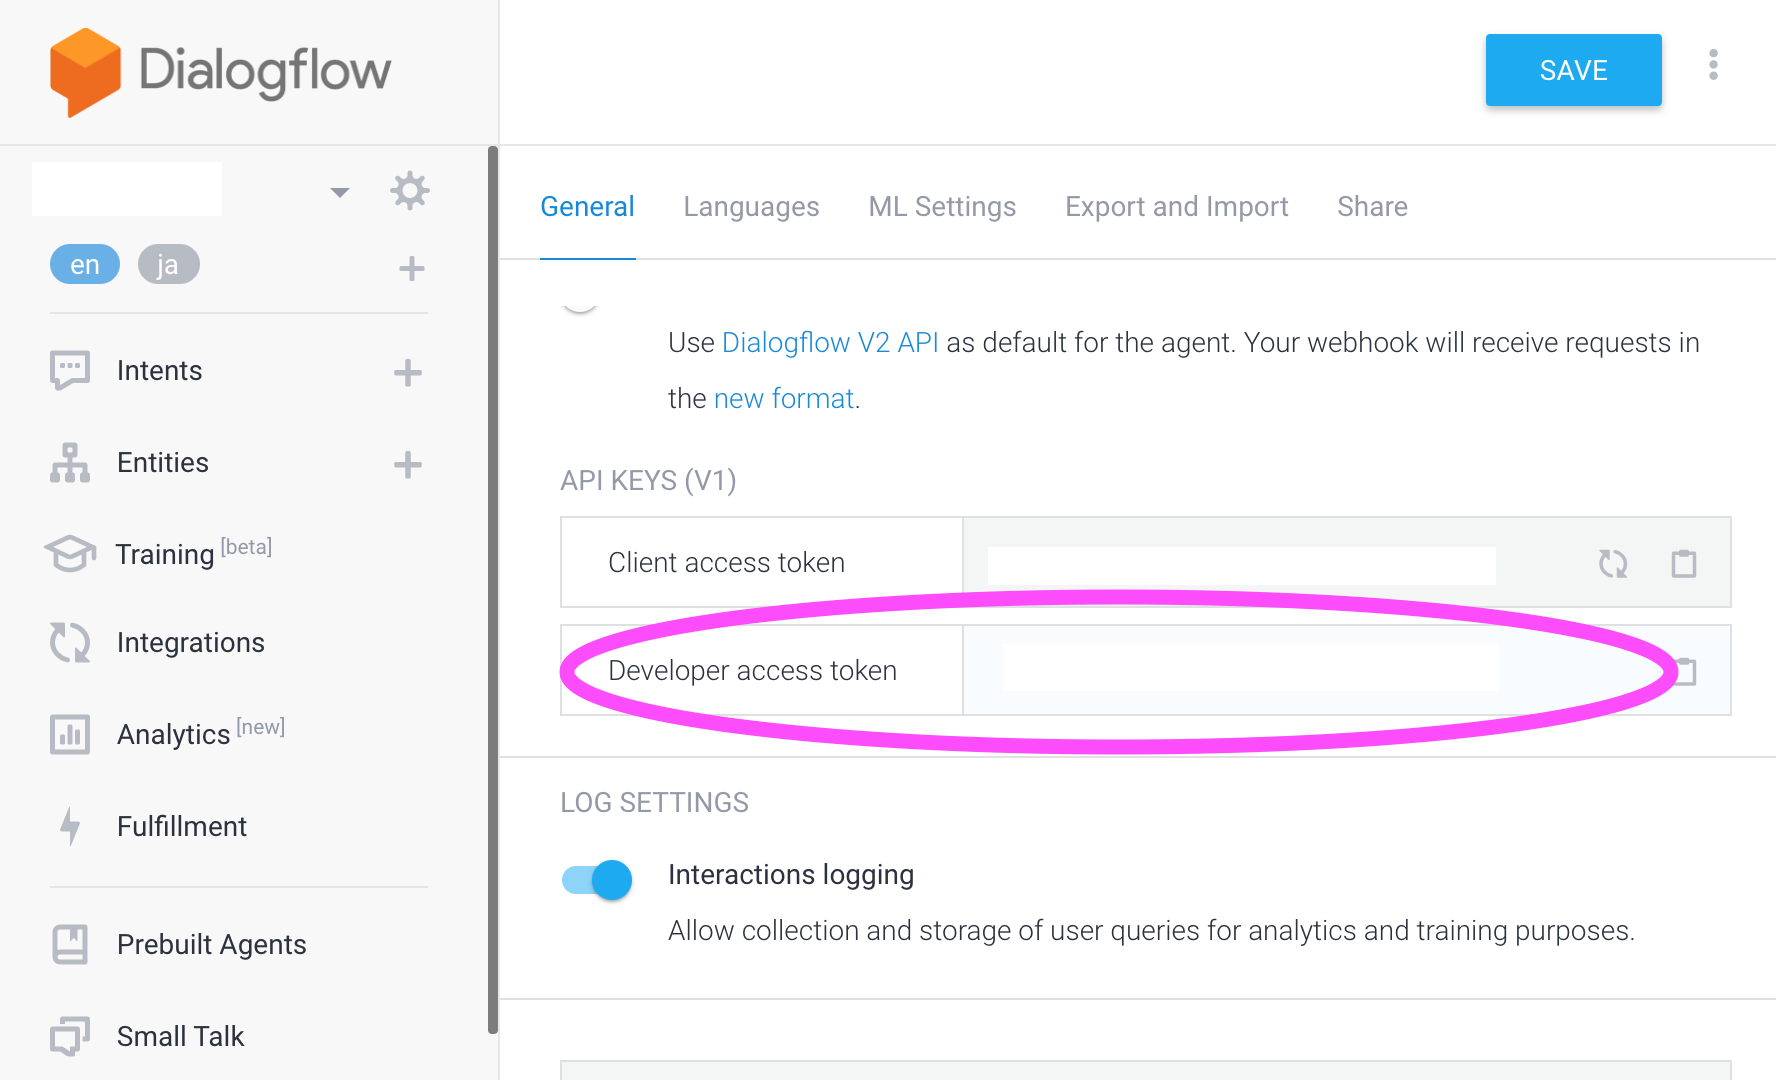 Dialogflow
SAVE
en ja
Intents
Entities
Training [beta]
Integrations
Analytics [new]
Fulfillment
Prebuilt Agents
Small Talk
General Languages ML Settings Export and Import Share
Use Dialogflow V2 API as default for the agent. Your webhook will receive requests in
the new format.
API KEYS (V1)
Client access token
Developer access token
LOG SETTINGS
Interactions logging
Allow collection and storage of user queries for analytics and training purposes.